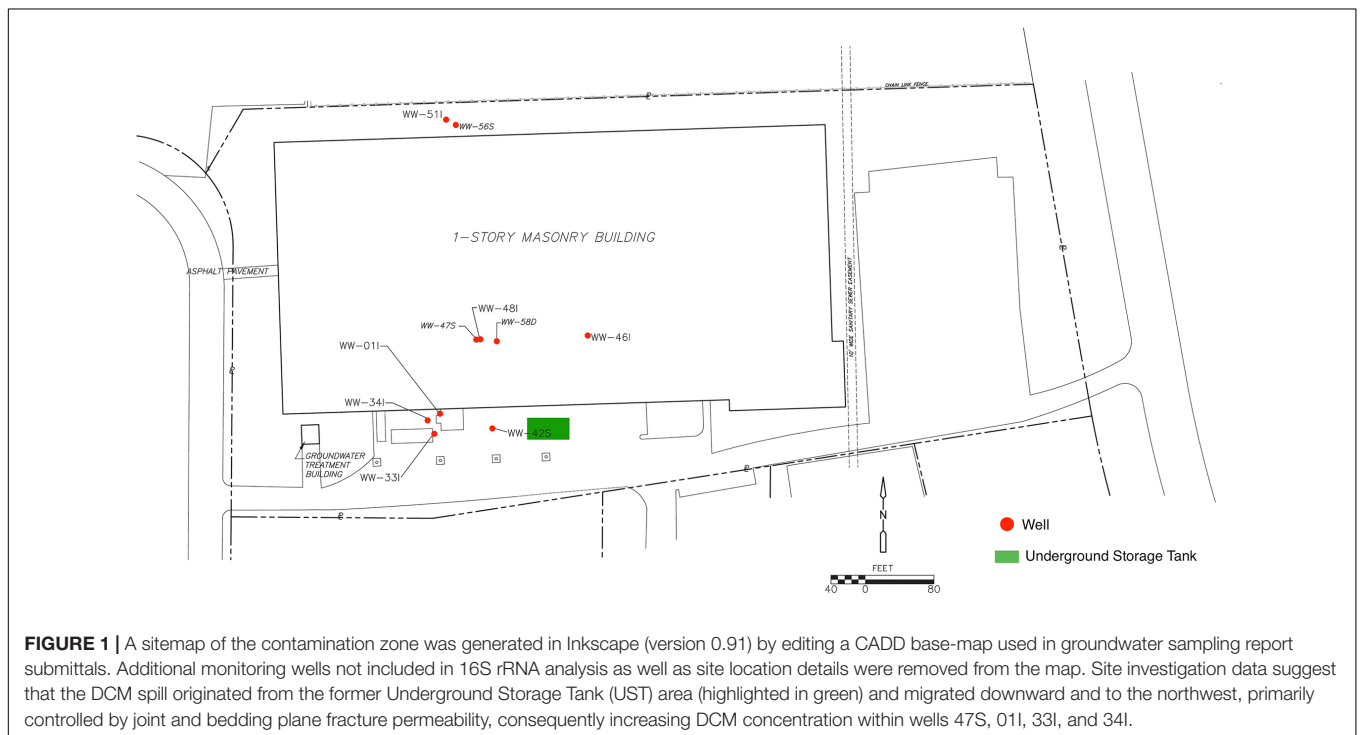 CHAIN LINK FENCE
WW-51I
WW-56S
1-STORY MASONRY BUILDING
ASPHALT PAVEMENT
10' WIDE SANITARY SEWER EASEMENT
WW-48I
WW-47S
WW-58D
WW-46I
WW-01I
WW-34I
WW-42S
GROUNDWATER
TREATMENT
BUILDING
WW-33I
N
Well
Underground Storage Tank
FEET
40 0 80
FIGURE 1 | A sitemap of the contamination zone was generated in Inkscape (version 0.91) by editing a CADD base-map used in groundwater sampling report
submittals. Additional monitoring wells not included in 16S rRNA analysis as well as site location details were removed from the map. Site investigation data suggest
that the DCM spill originated from the former Underground Storage Tank (UST) area (highlighted in green) and migrated downward and to the northwest, primarily
controlled by joint and bedding plane fracture permeability, consequently increasing DCM concentration within wells 47S, 01I, 33I, and 34I.